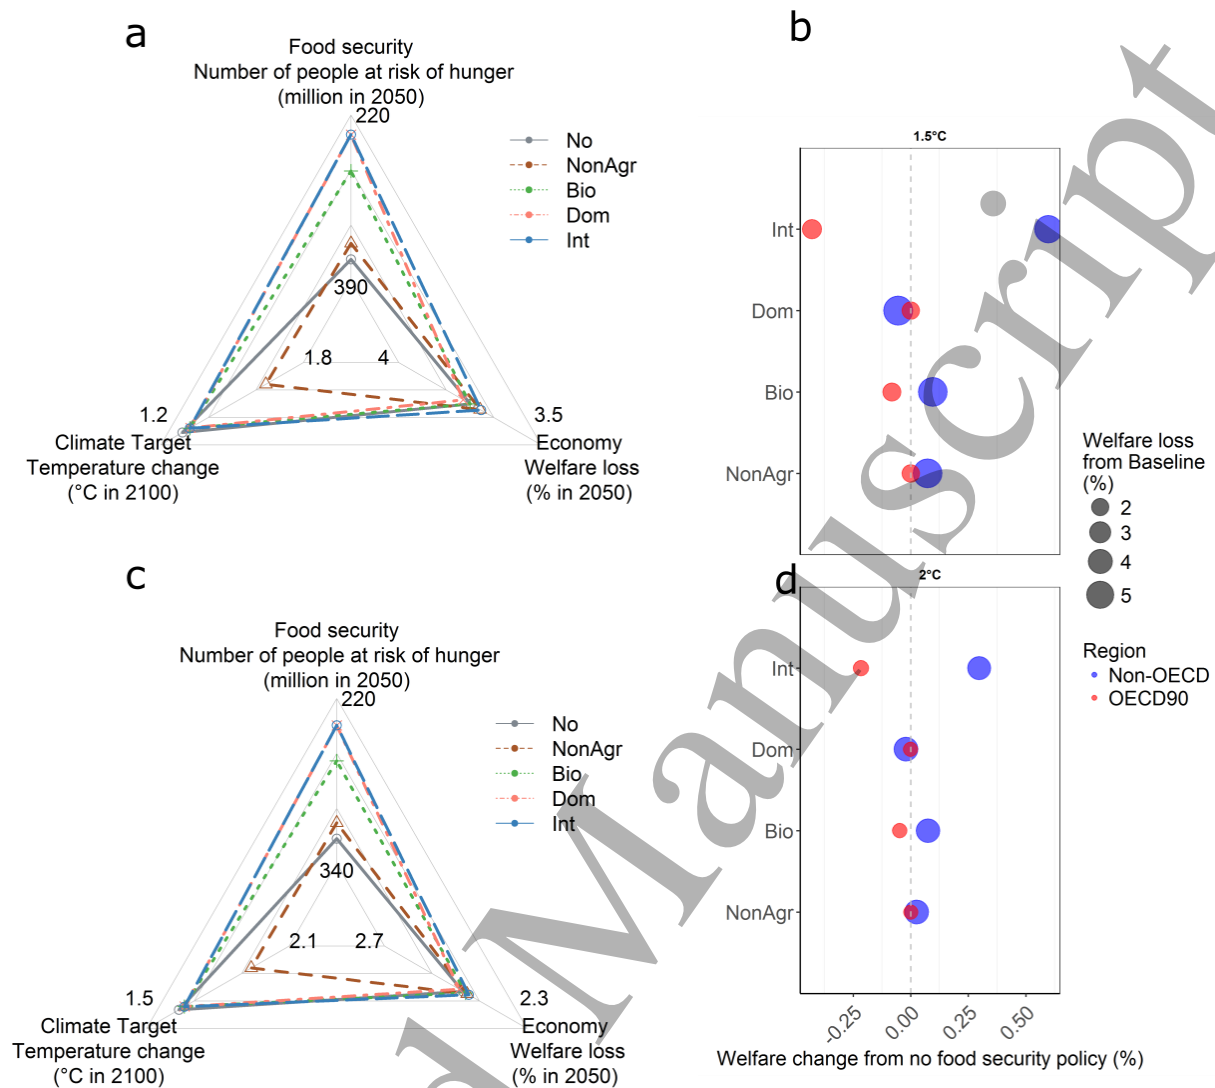 a
Food security
Number of people at risk of hunger
(million in 2050)
220
No
NonAgr
Bio
Dom
Int
390
1.8
4
1.2
3.5
Climate Target
Temperature change
(°C in 2100)
Economy
Welfare loss
(% in 2050)
b
1.5°C
Int
Dom
Bio
NonAgr
c
Food security
Number of people at risk of hunger
(million in 2050)
220
No
NonAgr
Bio
Dom
Int
340
2.1
2.7
1.5
2.3
Climate Target
Temperature change
(°C in 2100)
Economy
Welfare loss
(% in 2050)
d
2°C
Int
Dom
Bio
NonAgr
-0.25
0.00
0.25
0.50
Welfare change from no food security policy (%)
Welfare loss
from Baseline
(%)
2
3
4
5
Region
Non-OECD
OECD90
d Manuscript